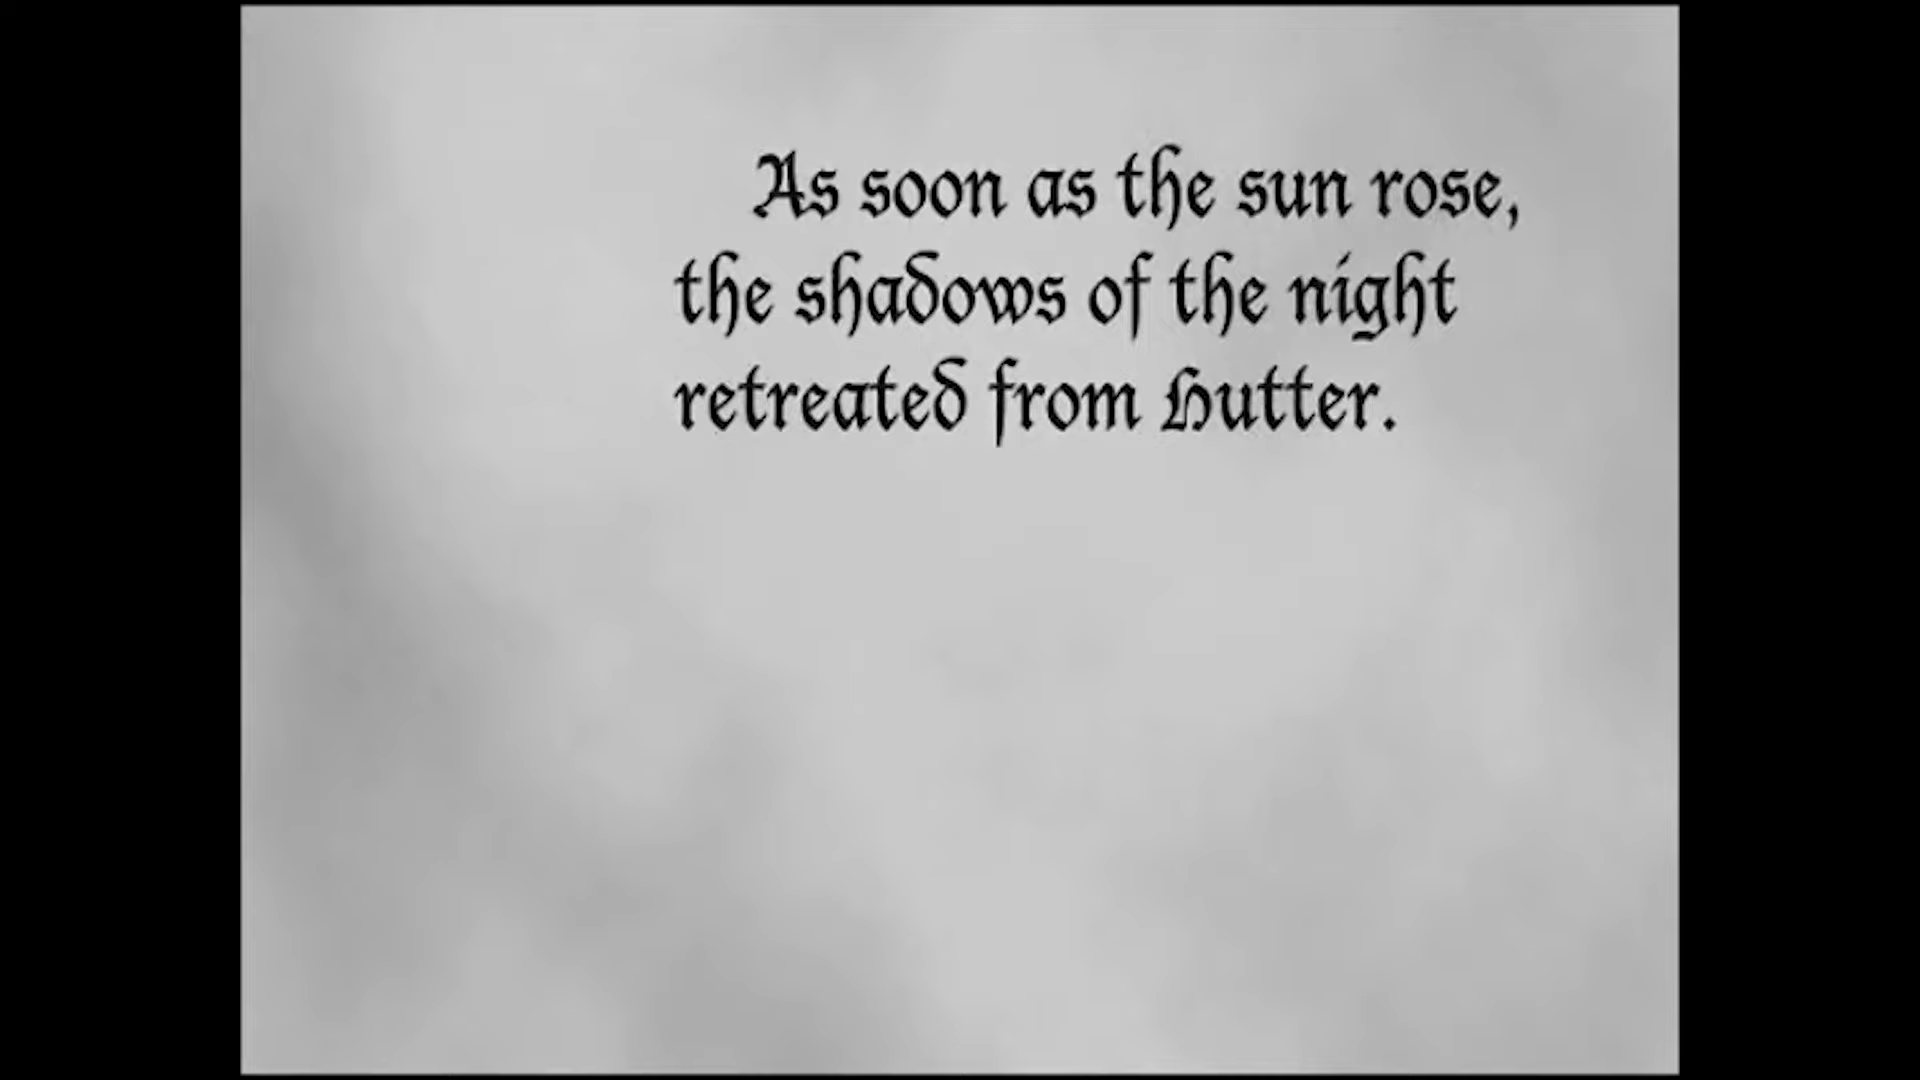 As soon as the sun rose,
the shadows of the night
retreated from Hutter.